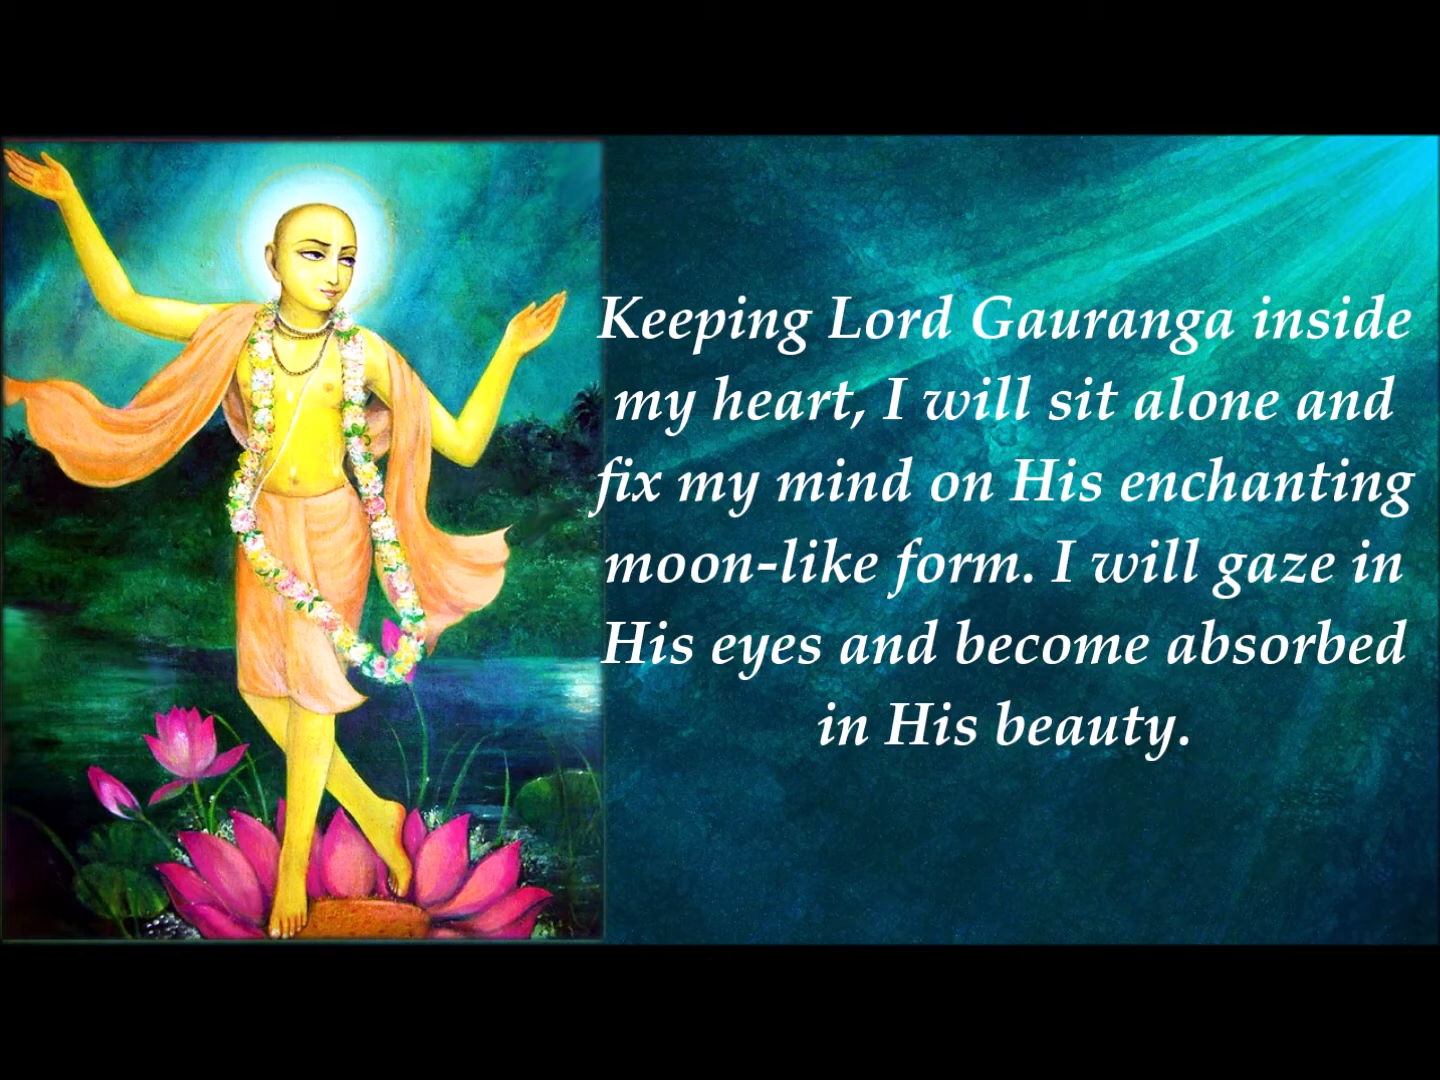 Keeping Lord Gauranga inside
my heart, I will sit alone and
fix my mind on His enchanting
moon-like form. I will gaze in
His eyes and become absorbed
in His beauty.